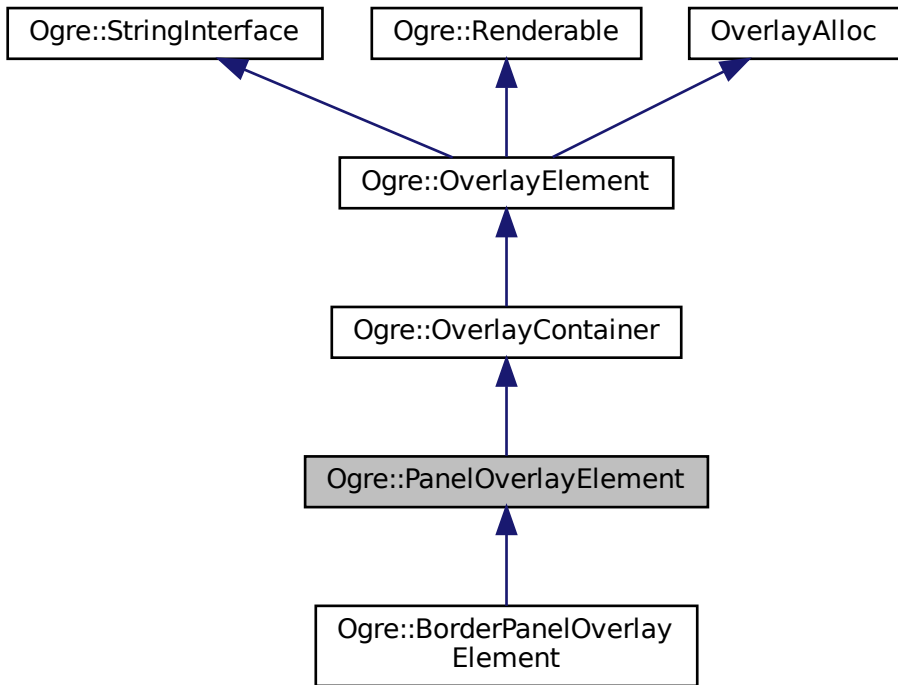 Ogre::StringInterface
Ogre::Renderable
OverlayAlloc
Ogre::OverlayElement
Ogre::OverlayContainer
Ogre::PanelOverlayElement
Ogre::BorderPanelOverlay
Element